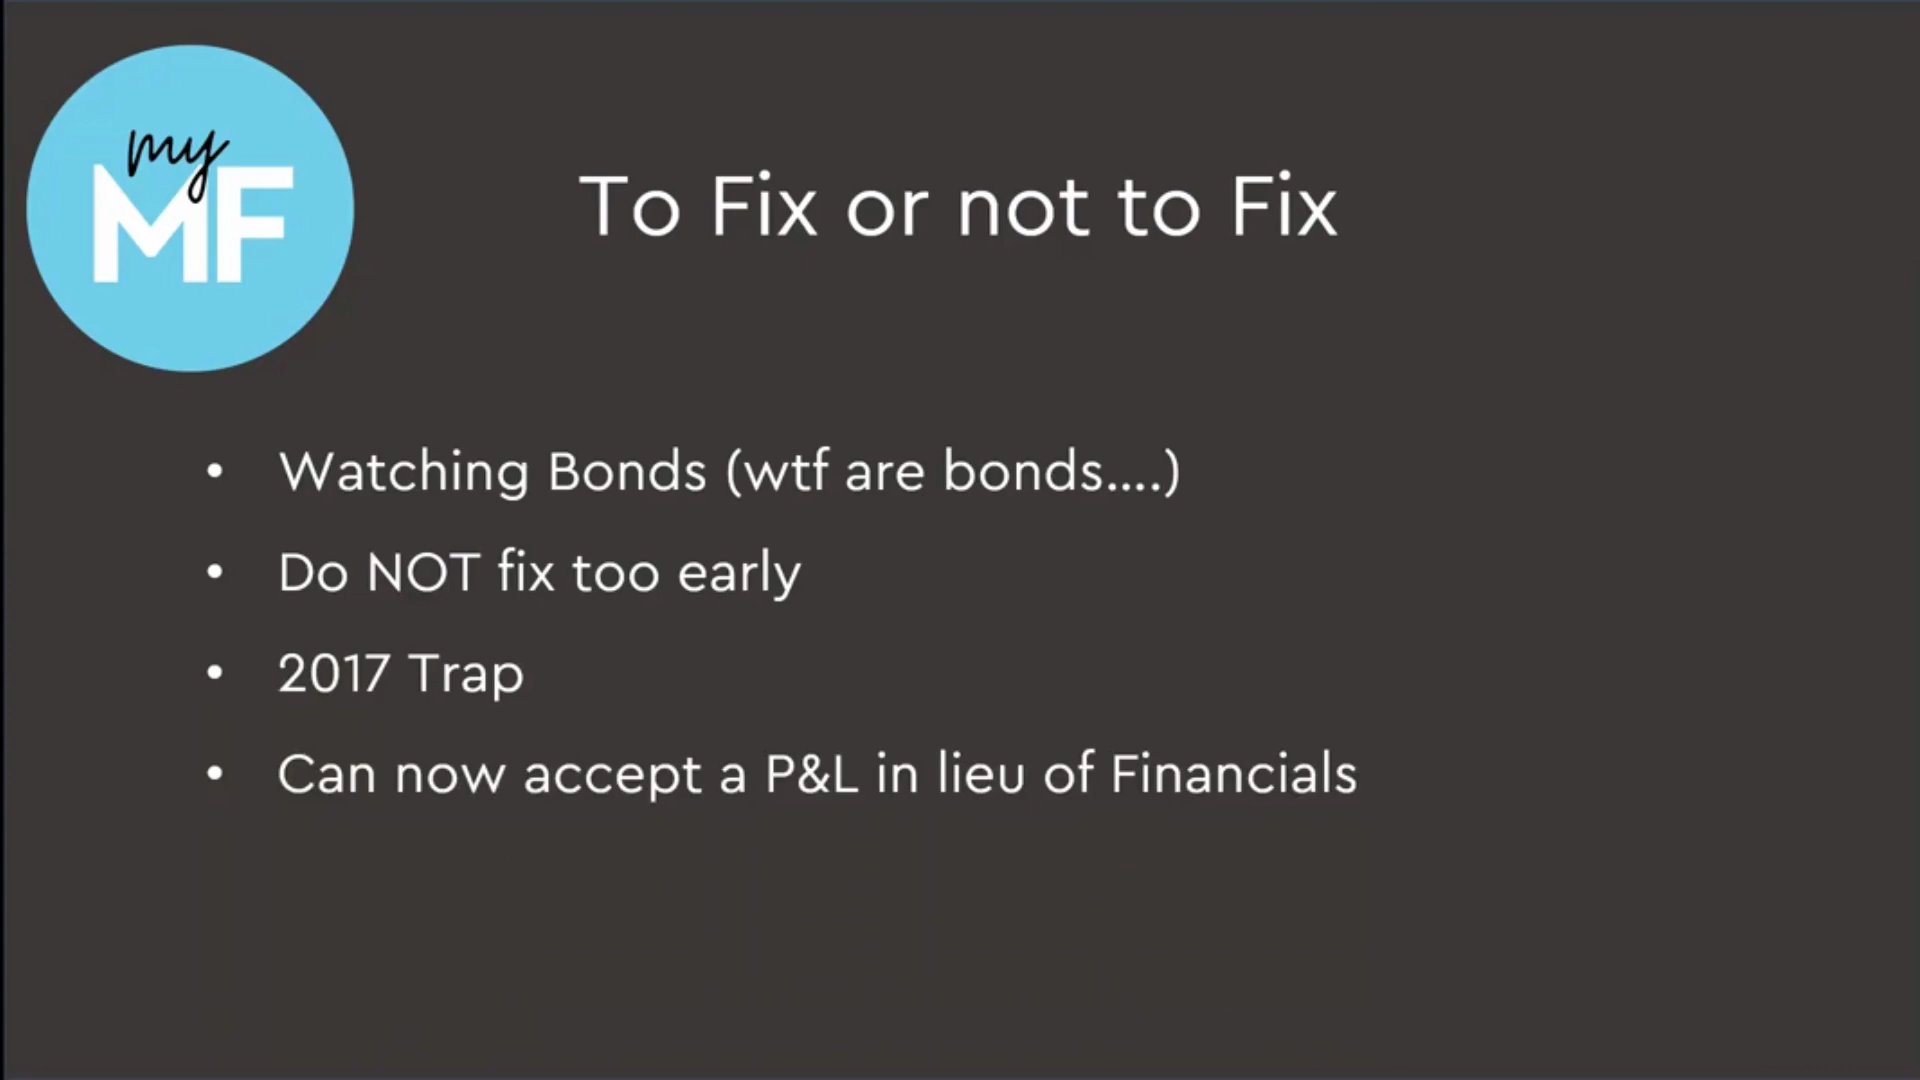 my
MF
To Fix or not to Fix
• Watching Bonds (wtf are bonds....)
• Do NOT fix too early
• 2017 Trap
• Can now accept a P&L in lieu of Financials